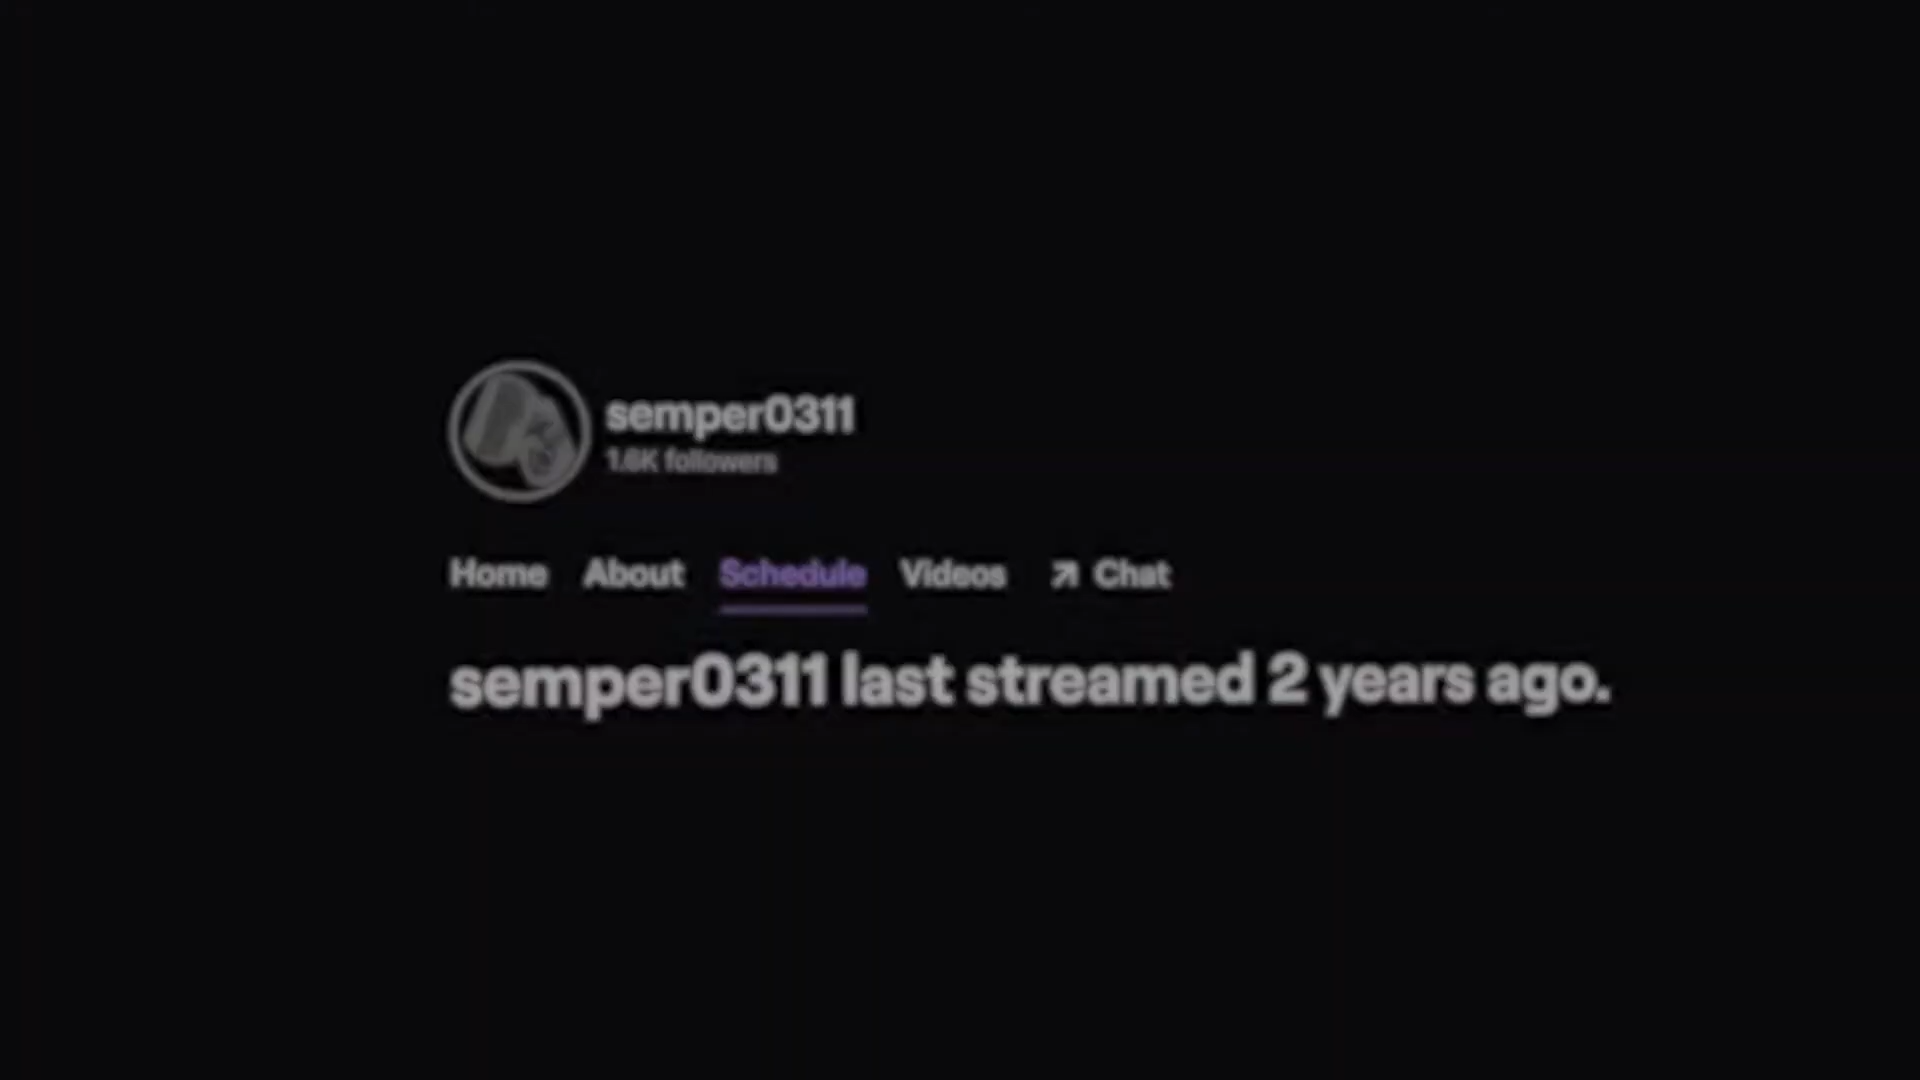 semper0311
1.6K followers
Home About Schedule Videos Chat
semper0311 last streamed 2 years ago.